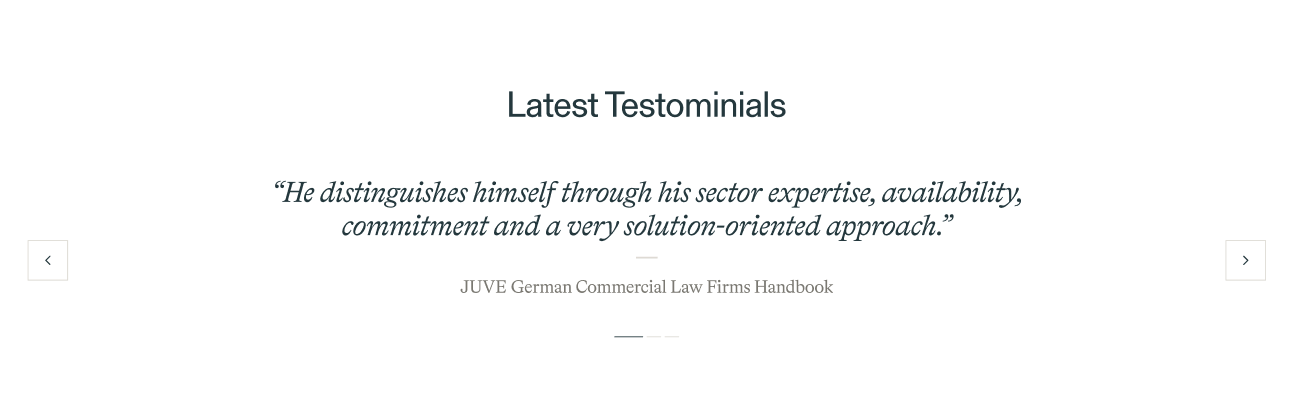 Latest Testominials
“He distinguishes himself through his sector expertise, availability,
commitment and a very solution-oriented approach.”
JUVE German Commercial Law Firms Handbook